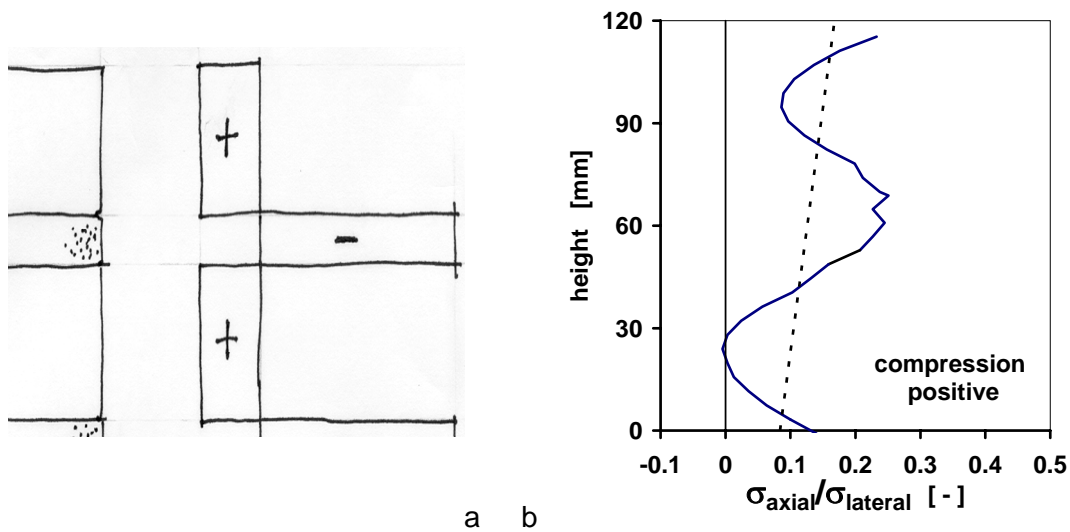 +
-
+
a b
120
90
60
30
0
height [mm]
-0.1 0 0.1 0.2 0.3 0.4 0.5
σaxial/σlateral [ - ]
compression
positive